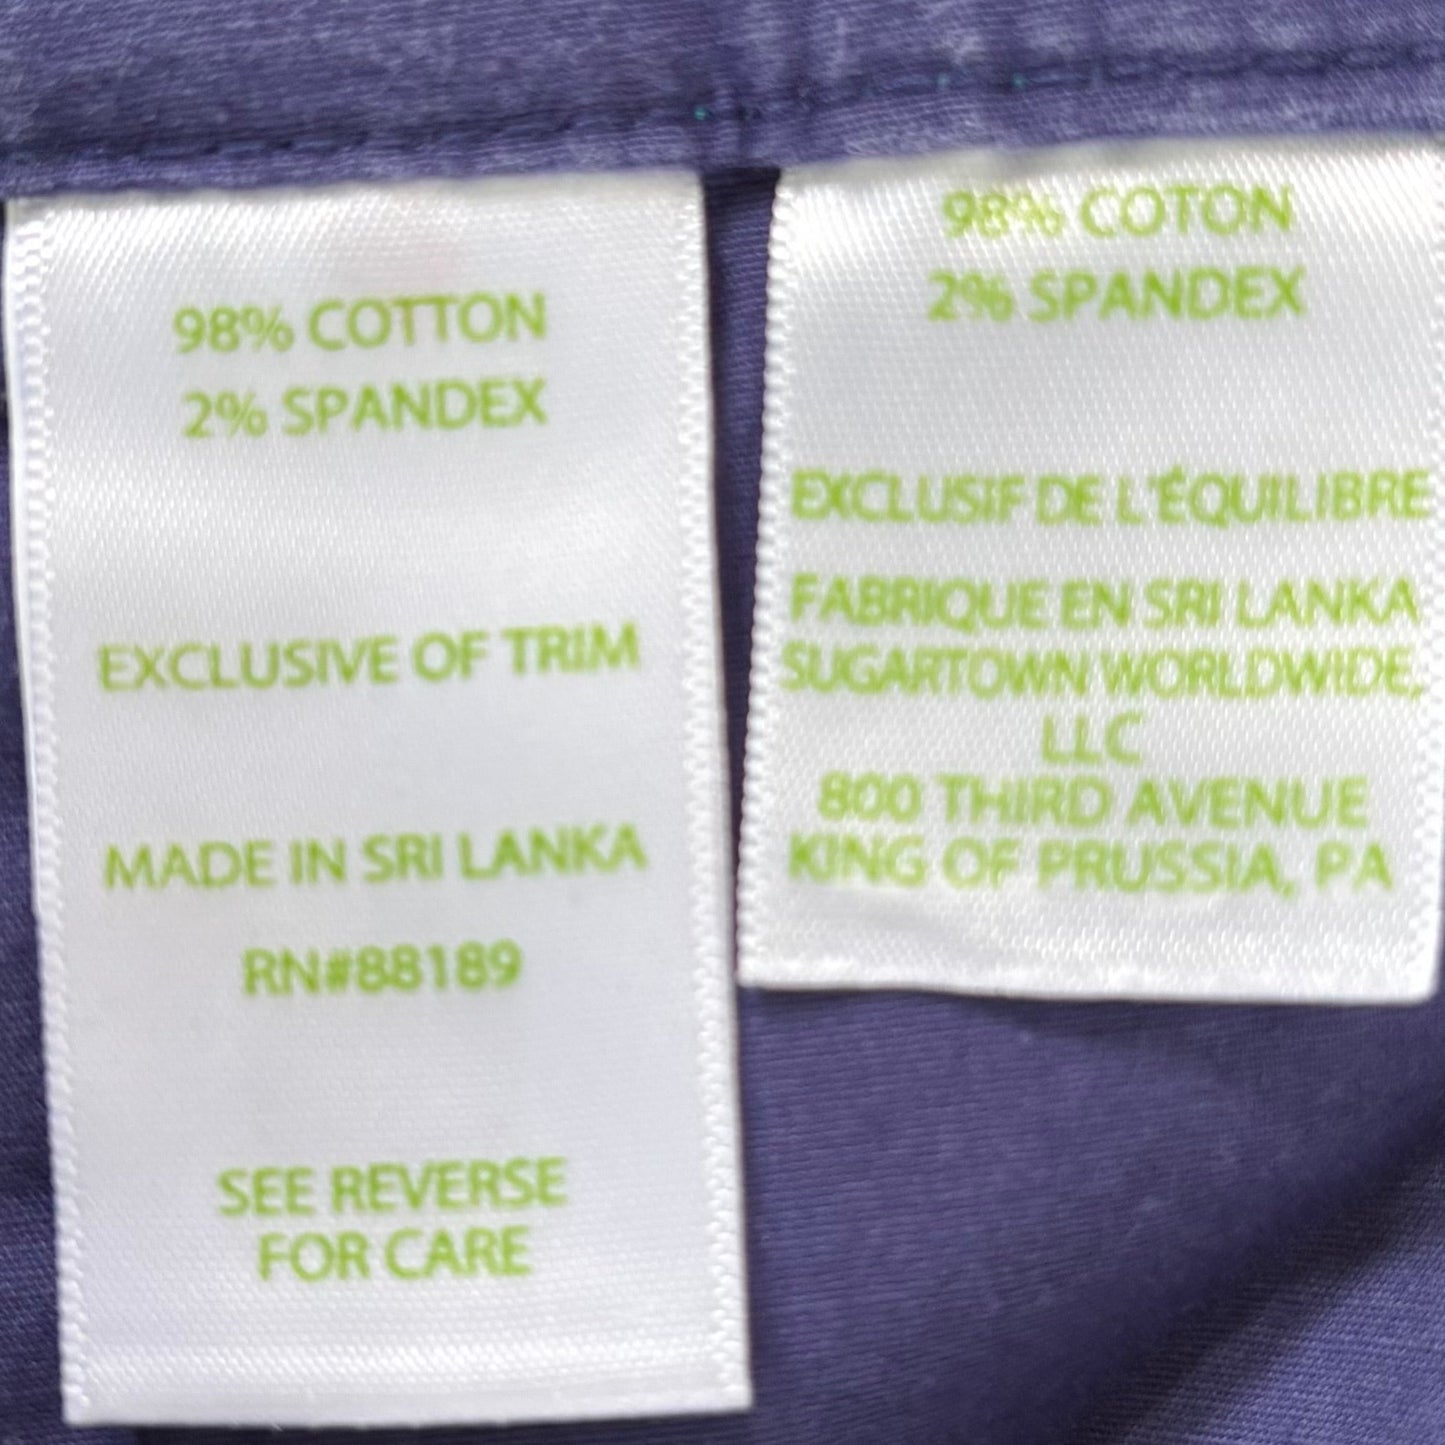 98% COTTON
2% SPANDEX
EXCLUSIVE OF TRIM
MADE IN SRI LANKA
RN#88189
SEE REVERSE
FOR CARE
98% COTON
2% SPANDEX
EXCLUSIF DE L'ÉQUILIBRE
FABRIQUE EN SRI LANKA
SUGARTOWN WORLDWIDE,
LLC
800 THIRD AVENUE
KING OF PRUSSIA, PA